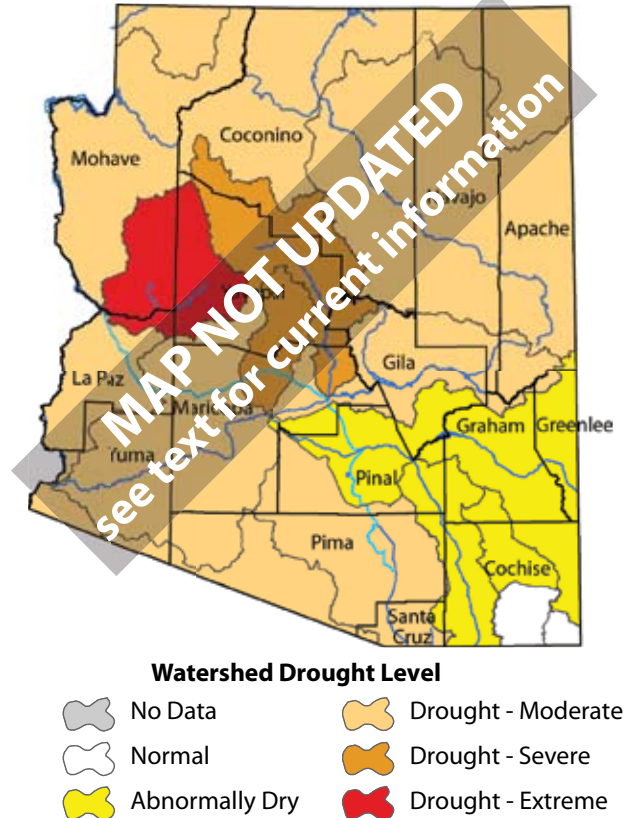 Coconino
Mohave
Navajo
Apache
MAP NOT UPDATED
see text for current information
Gila
La Paz
Maricopa
Graham
Greenlee
Yuma
Pinal
Pima
Cochise
Santa
Cruz
Watershed Drought Level
No Data
Normal
Abnormally Dry
Drought - Moderate
Drought - Severe
Drought - Extreme